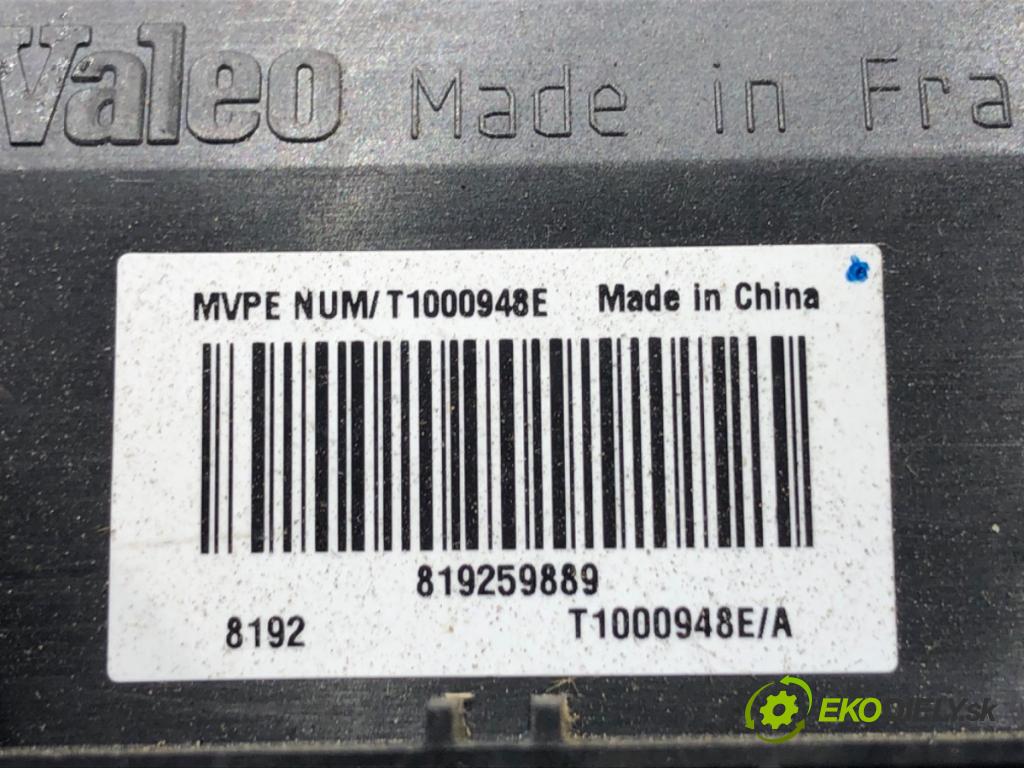 Valeo Made in Fra
MVPE NUM/T1000948E Made in China
819259889
8192 T1000948E/A
EKODIELY.sk